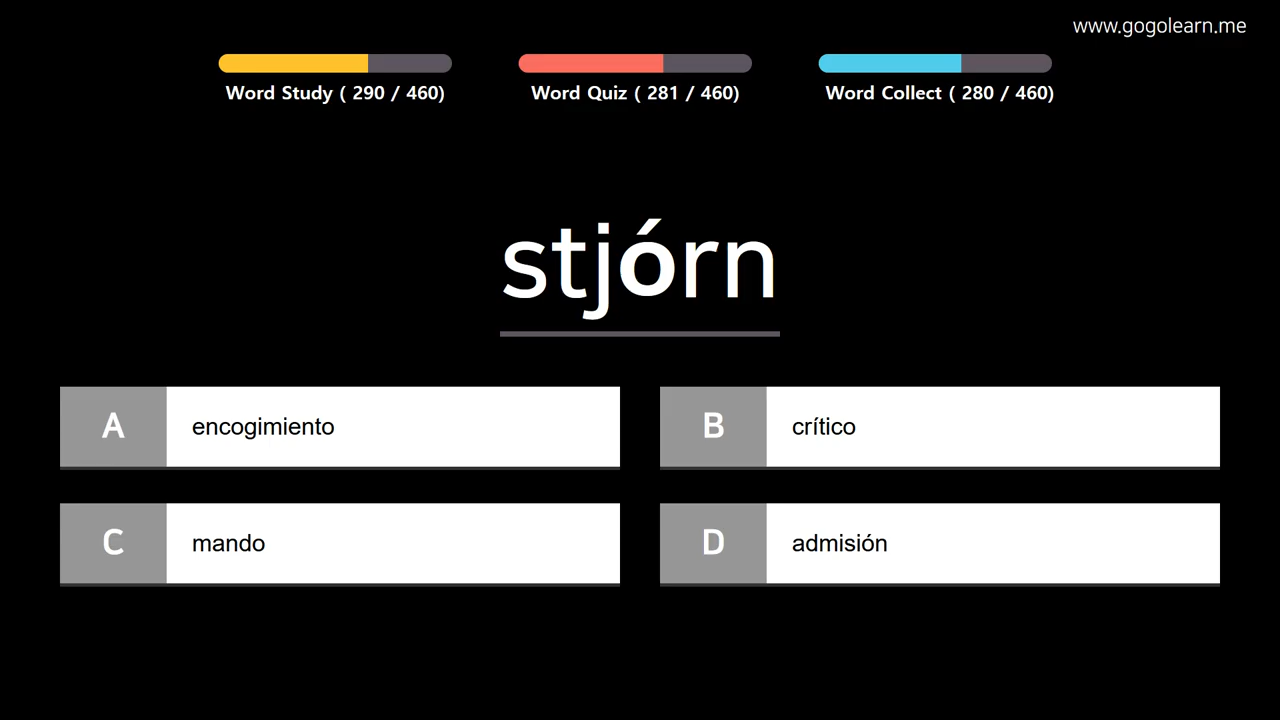 www.gogolearn.me
Word Study ( 290 / 460)
Word Quiz ( 281 / 460)
Word Collect ( 280 / 460)
stjórn
A encogimiento
B crítico
C mando
D admisión